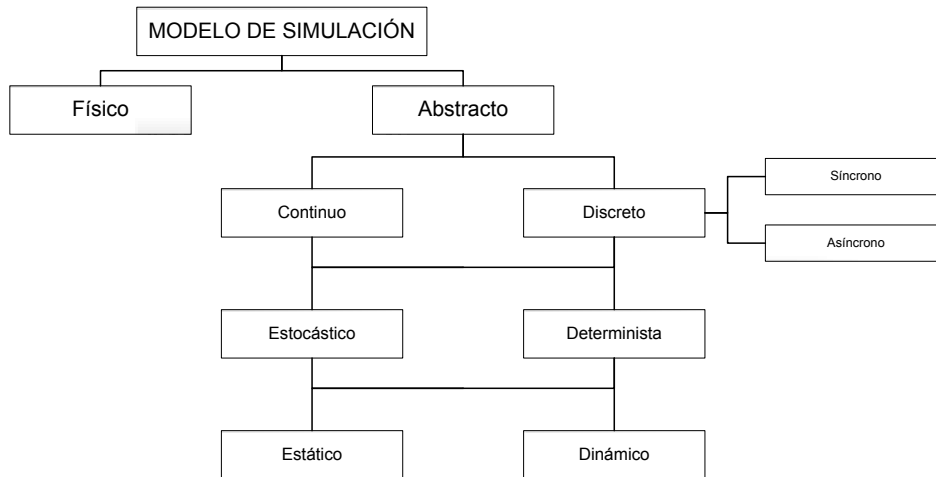 MODELO DE SIMULACIÓN
Físico
Abstracto
Continuo
Discreto
Síncrono
Asíncrono
Estocástico
Determinista
Estático
Dinámico